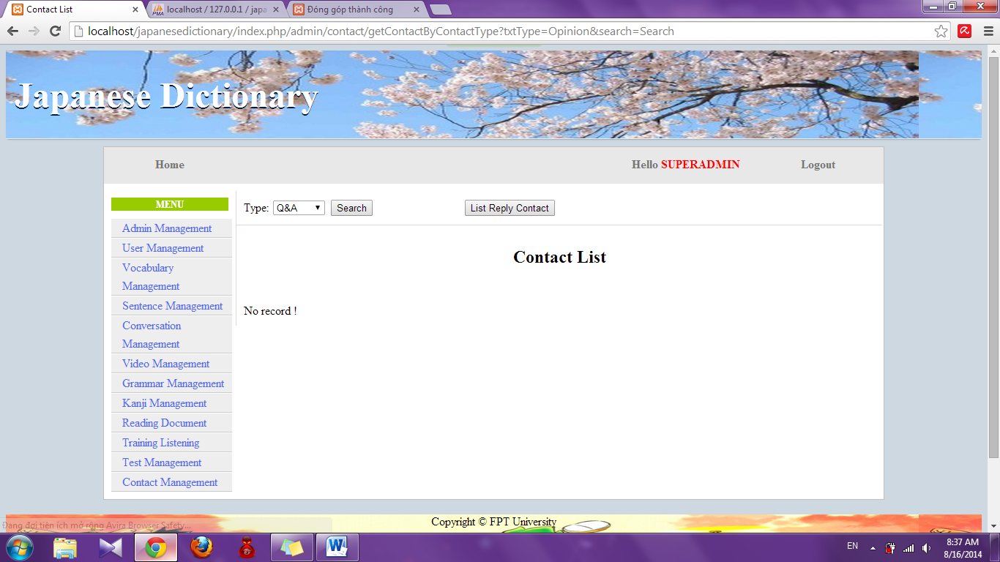 Contact List
localhost / 127.0.0.1 / japa
Đóng góp thành công
localhost/japanesedictionary/index.php/admin/contact/getContactByContactType?txtType=Opinion&search=Search
Japanese Dictionary
Home
Hello SUPERADMIN
Logout
MENU
Admin Management
User Management
Vocabulary
Management
Sentence Management
Conversation
Management
Video Management
Grammar Management
Kanji Management
Reading Document
Training Listening
Test Management
Contact Management
Type: Q&A Search List Reply Contact
Contact List
No record !
Copyright © FPT University
Đang đợi tiện ích mở rộng Avira Browser Safety...
EN
8:37 AM
8/16/2014